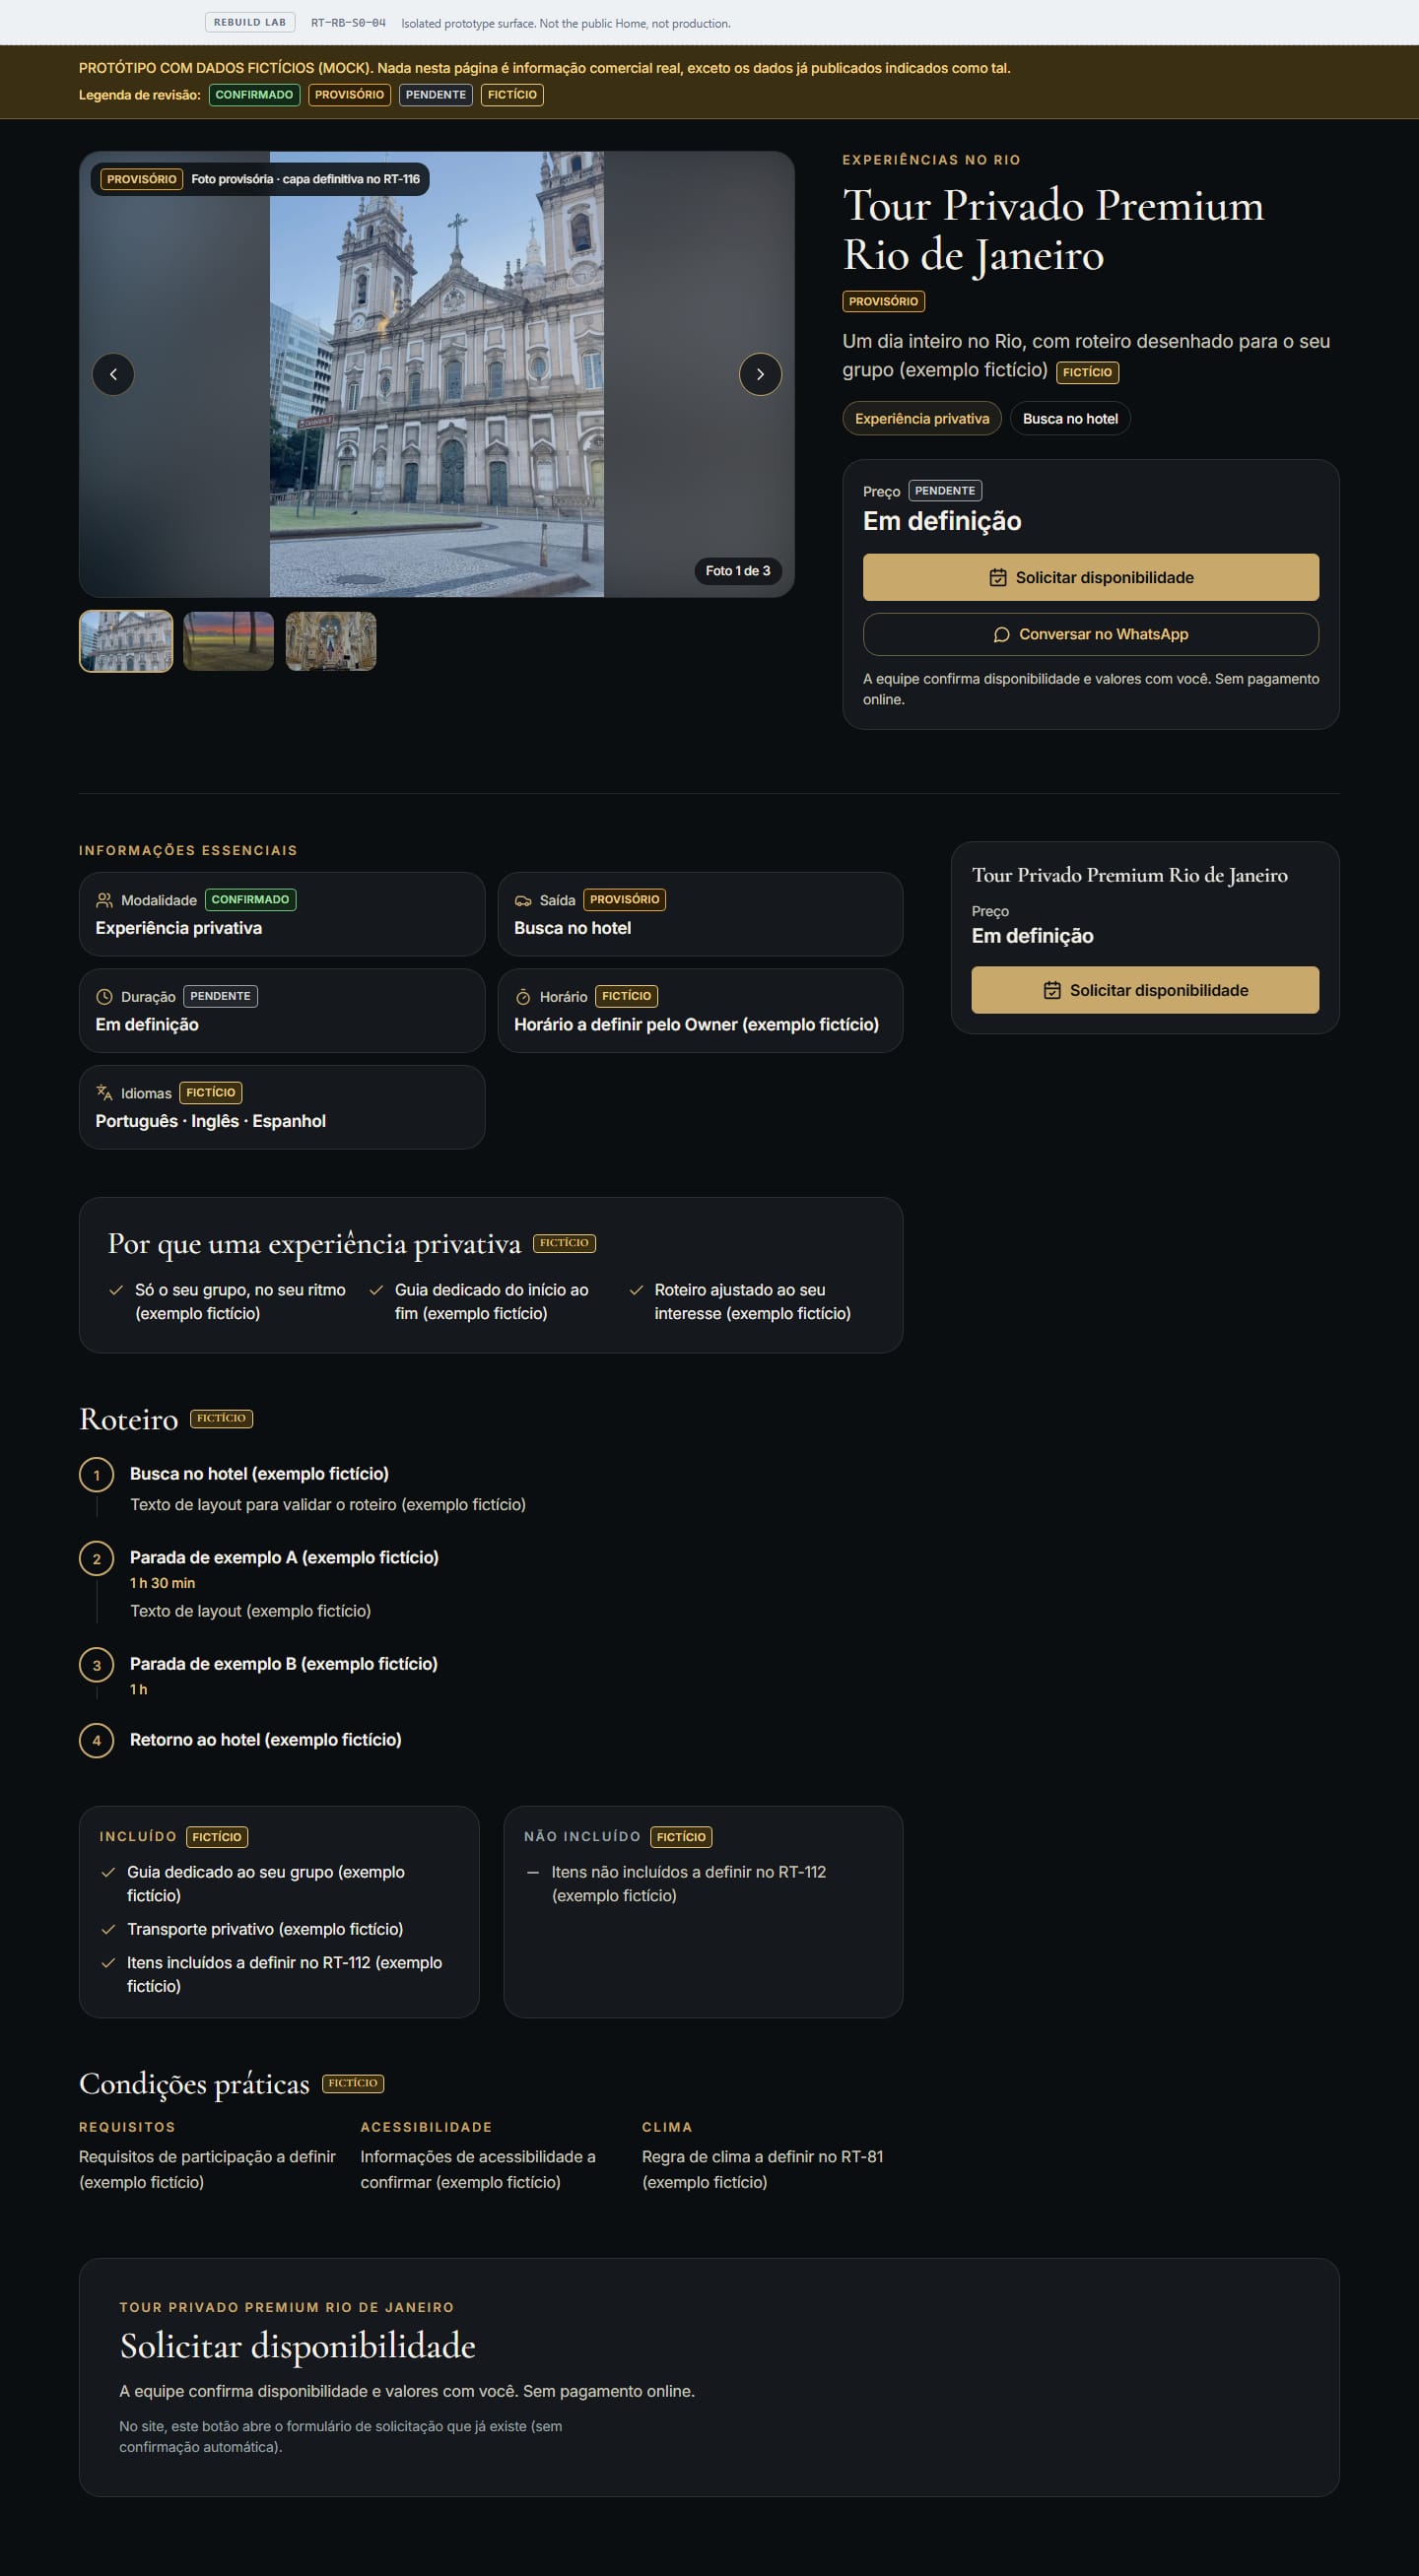 REBUILD LAB RT-RB-S0-04 Isolated prototype surface. Not the public Home, not production.
PROTÓTIPO COM DADOS FICTÍCIOS (MOCK). Nada nesta página é informação comercial real, exceto os dados já publicados indicados como tal.
Legenda de revisão: CONFIRMADO PROVISÓRIO PENDENTE FICTÍCIO
PROVISÓRIO Foto provisória · capa definitiva no RT-116
Foto 1 de 3
EXPERIÊNCIAS NO RIO
Tour Privado Premium
Rio de Janeiro
PROVISÓRIO
Um dia inteiro no Rio, com roteiro desenhado para o seu
grupo (exemplo fictício) FICTÍCIO
Experiência privativa Busca no hotel
Preço PENDENTE
Em definição
Solicitar disponibilidade
Conversar no WhatsApp
A equipe confirma disponibilidade e valores com você. Sem pagamento
online.
INFORMAÇÕES ESSENCIAIS
Modalidade CONFIRMADO
Experiência privativa
Saída PROVISÓRIO
Busca no hotel
Duração PENDENTE
Em definição
Horário FICTÍCIO
Horário a definir pelo Owner (exemplo fictício)
Idiomas FICTÍCIO
Português · Inglês · Espanhol
Tour Privado Premium Rio de Janeiro
Preço
Em definição
Solicitar disponibilidade
Por que uma experiência privativa FICTÍCIO
Só o seu grupo, no seu ritmo
(exemplo fictício)
Guia dedicado do início ao
fim (exemplo fictício)
Roteiro ajustado ao seu
interesse (exemplo fictício)
Roteiro FICTÍCIO
1 Busca no hotel (exemplo fictício)
Texto de layout para validar o roteiro (exemplo fictício)
2 Parada de exemplo A (exemplo fictício)
1 h 30 min
Texto de layout (exemplo fictício)
3 Parada de exemplo B (exemplo fictício)
1 h
4 Retorno ao hotel (exemplo fictício)
INCLUÍDO FICTÍCIO
Guia dedicado ao seu grupo (exemplo
fictício)
Transporte privativo (exemplo fictício)
Itens incluídos a definir no RT-112 (exemplo
fictício)
NÃO INCLUÍDO FICTÍCIO
Itens não incluídos a definir no RT-112
(exemplo fictício)
Condições práticas FICTÍCIO
REQUISITOS
Requisitos de participação a definir
(exemplo fictício)
ACESSIBILIDADE
Informações de acessibilidade a
confirmar (exemplo fictício)
CLIMA
Regra de clima a definir no RT-81
(exemplo fictício)
TOUR PRIVADO PREMIUM RIO DE JANEIRO
Solicitar disponibilidade
A equipe confirma disponibilidade e valores com você. Sem pagamento online.
No site, este botão abre o formulário de solicitação que já existe (sem
confirmação automática).